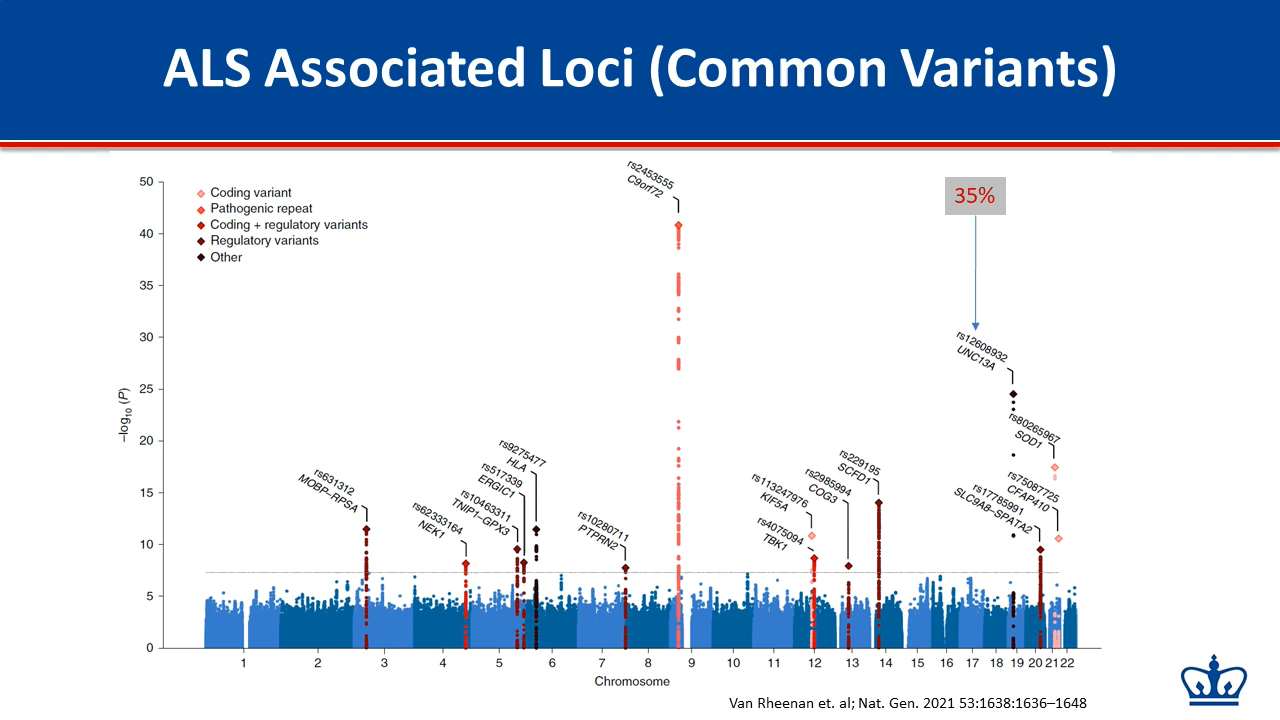 ALS Associated Loci (Common Variants)
35%
Coding variant
Pathogenic repeat
Coding + regulatory variants
Regulatory variants
Other
–log10 (P)
50
40
35
30
25
20
15
10
5
0
rs631312
MOBP–RPSA
rs62333164
NEK1
rs10463311
TNIP1–GPX3
rs517339
ERGIC1
rs9275477
HLA
rs10280711
PTPRN2
rs2453555
C9orf72
rs113247976
KIF5A
rs4075094
TBK1
rs2985994
COG3
rs229195
SCFD1
rs12608932
UNC13A
rs80265967
SOD1
rs75087725
CFAP410
rs17785991
SLC9A8–SPATA2
1 2 3 4 5 6 7 8 9 10 11 12 13 14 15 16 17 18 19 20 21 22
Chromosome
Van Rheenan et. al; Nat. Gen. 2021 53:1638:1636–1648